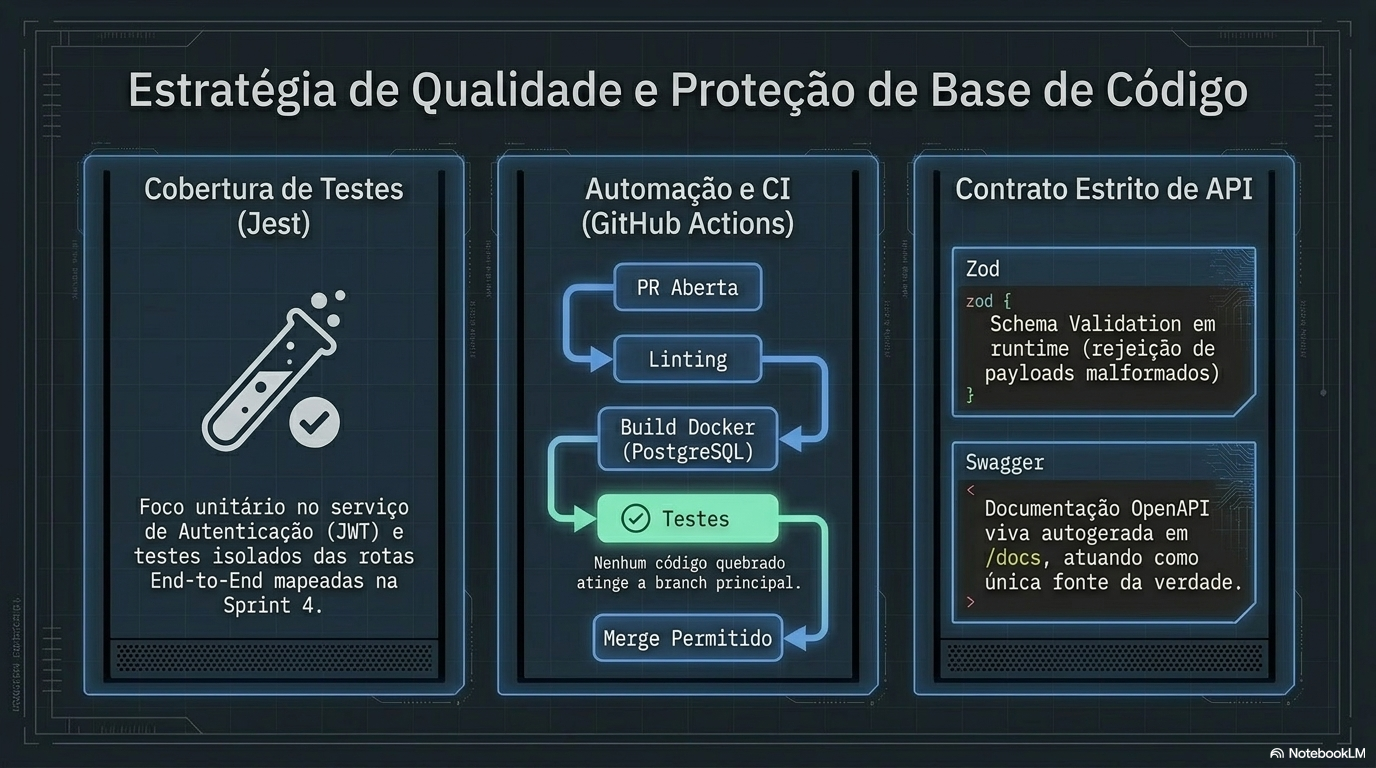 Estratégia de Qualidade e Proteção de Base de Código
Cobertura de Testes
(Jest)
Foco unitário no serviço
de Autenticação (JWT) e
testes isolados das rotas
End-to-End mapeadas na
Sprint 4.
Automação e CI
(GitHub Actions)
PR Aberta
Linting
Build Docker
(PostgreSQL)
Testes
Nenhum código quebrado
atinge a branch principal.
Merge Permitido
Contrato Estrito de API
Zod
zod {
Schema Validation em
runtime (rejeição de
payloads malformados)
}
Swagger
<
Documentação OpenAPI
viva autogerada em
/docs, atuando como
única fonte da verdade.
>
NotebookLM